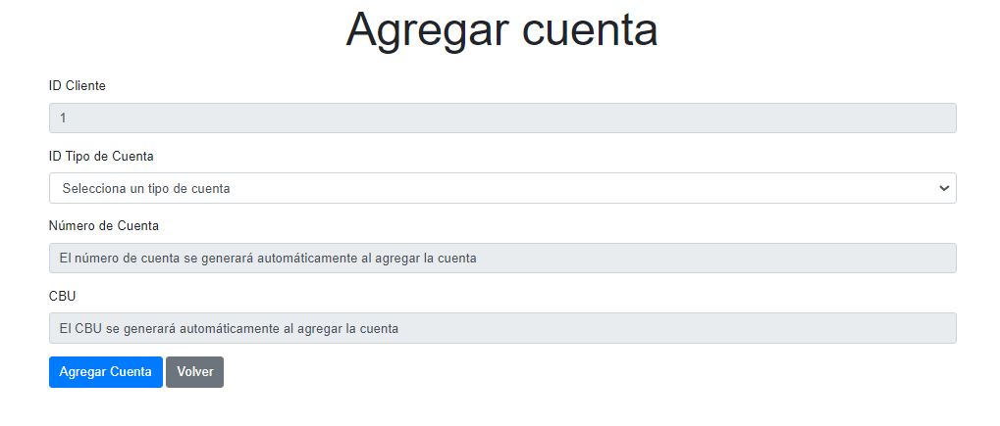 Agregar cuenta
ID Cliente
1
ID Tipo de Cuenta
Selecciona un tipo de cuenta
Número de Cuenta
El número de cuenta se generará automáticamente al agregar la cuenta
CBU
El CBU se generará automáticamente al agregar la cuenta
Agregar Cuenta Volver